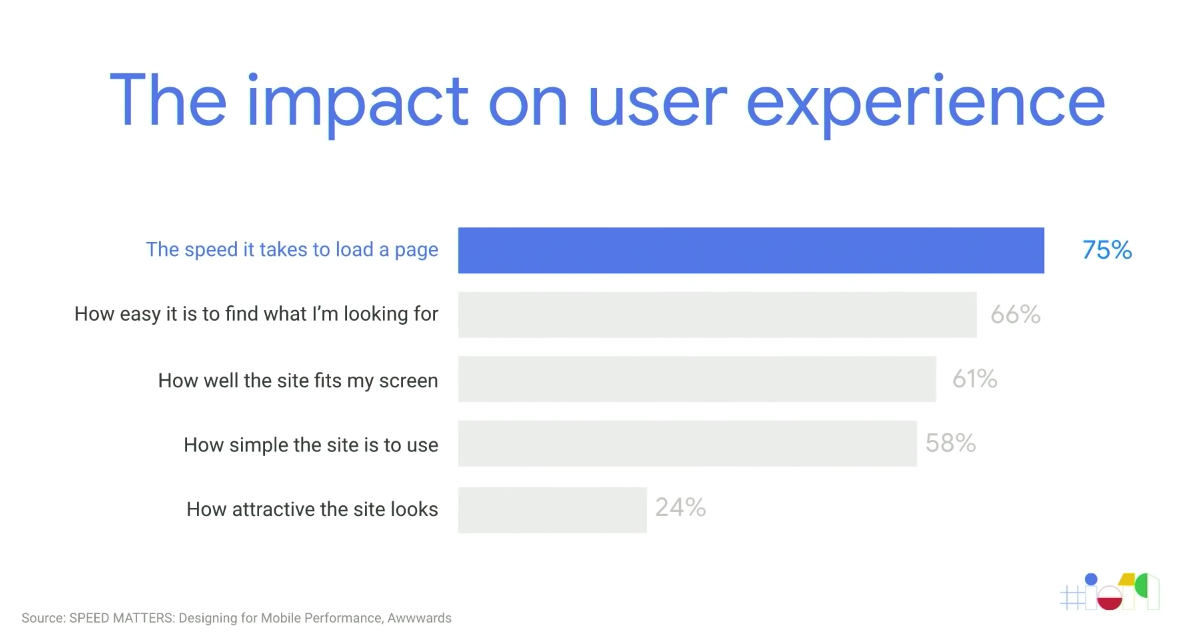 The impact on user experience
The speed it takes to load a page
75%
How easy it is to find what I’m looking for
66%
How well the site fits my screen
61%
How simple the site is to use
58%
How attractive the site looks
24%
#io19
Source: SPEED MATTERS: Designing for Mobile Performance, Awwwards